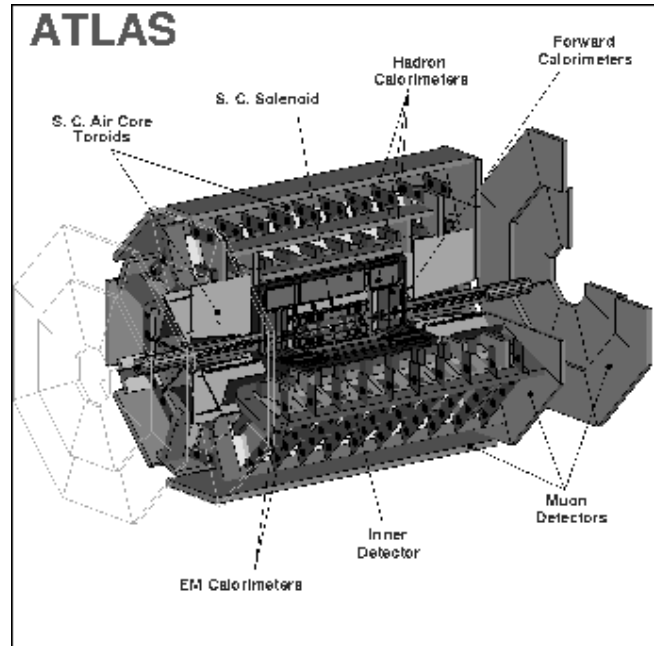 ATLAS
Forward
Calorimeters
Hadron
Calorimeters
S. C. Solenoid
S. C. Air Core
Toroids
Muon
Detectors
Inner
Detector
EM Calorimeters